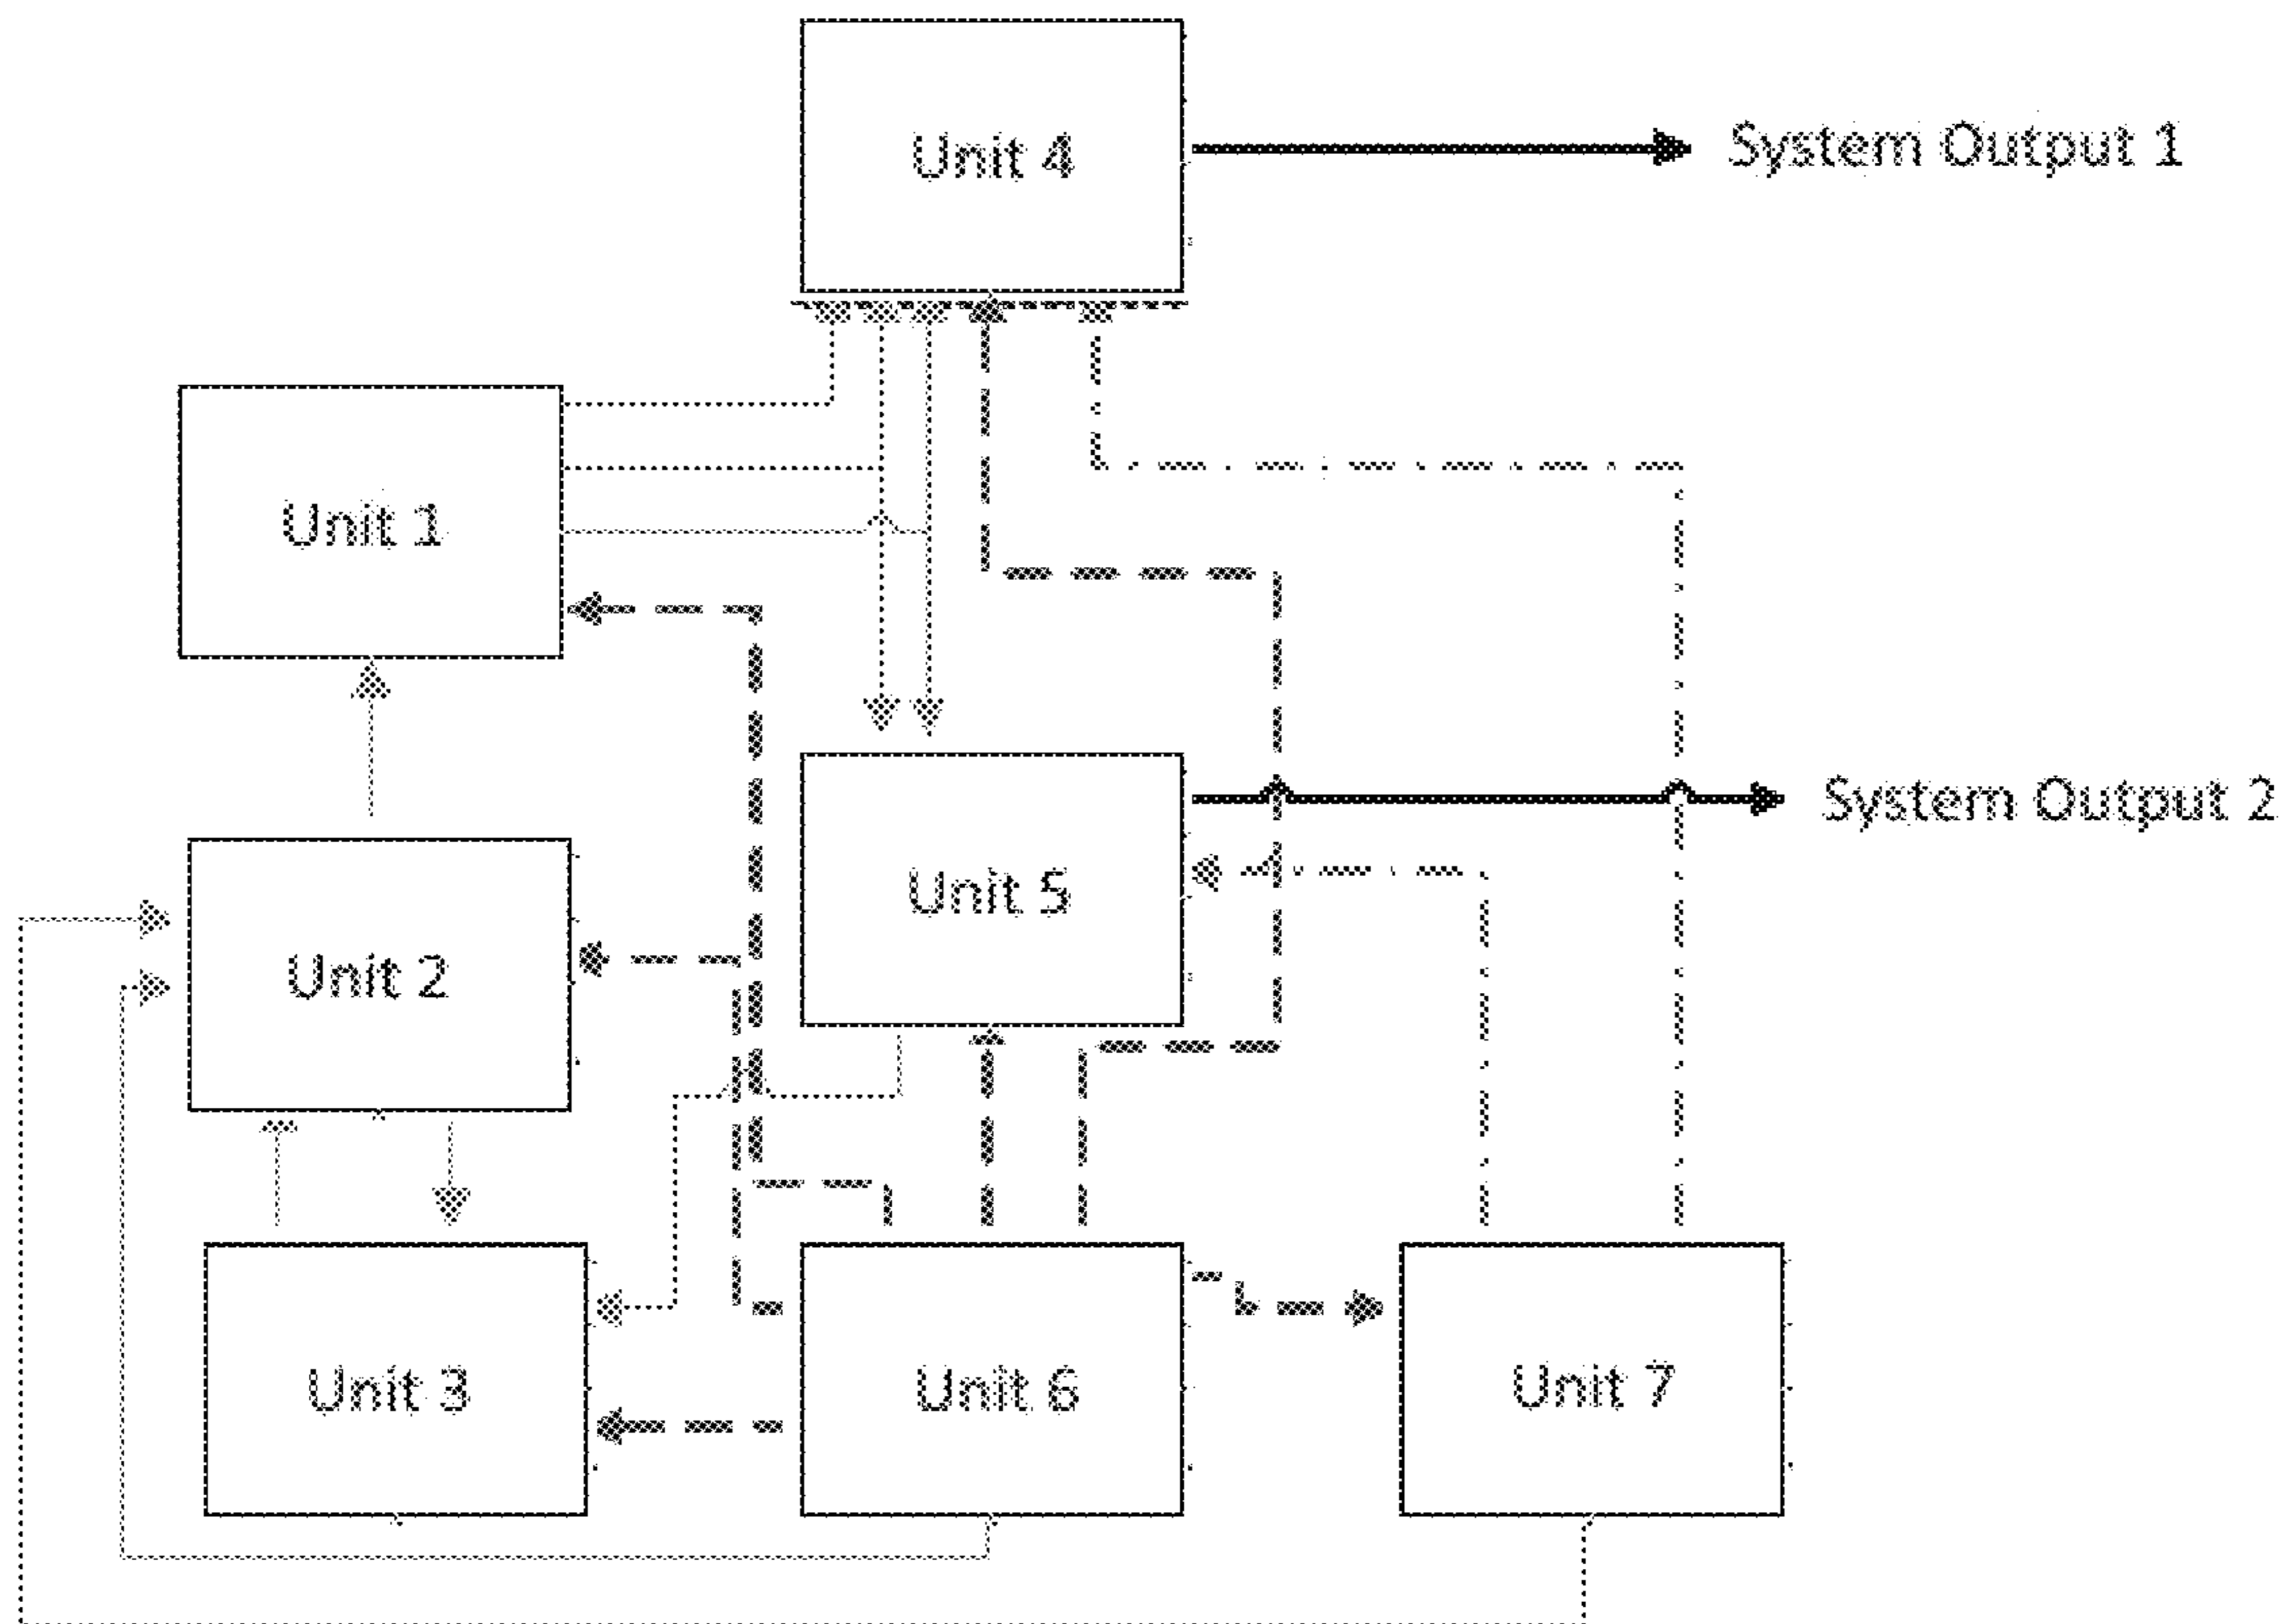 Unit 4
System Output 1
Unit 1
Unit 5
System Output 2
Unit 2
Unit 3
Unit 6
Unit 7